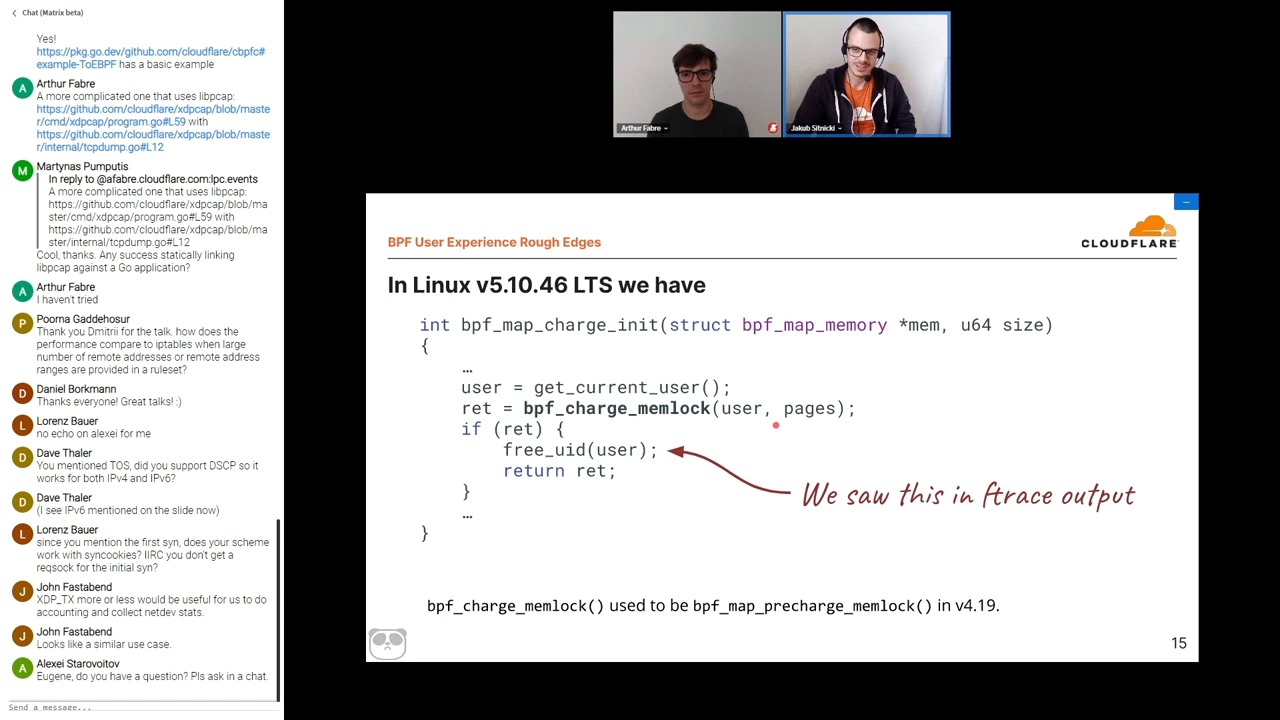 Chat (Matrix beta)
Yes!
https://pkg.go.dev/github.com/cloudflare/cbpfc#
example-ToEBPF has a basic example
A
Arthur Fabre
A more complicated one that uses libpcap:
https://github.com/cloudflare/xdpcap/blob/maste
r/cmd/xdpcap/program.go#L59 with
https://github.com/cloudflare/xdpcap/blob/maste
r/internal/tcpdump.go#L12
M
Martynas Pumputis
In reply to @afabre.cloudflare.com:lpc.events
A more complicated one that uses libpcap:
https://github.com/cloudflare/xdpcap/blob/ma
ster/cmd/xdpcap/program.go#L59 with
https://github.com/cloudflare/xdpcap/blob/ma
ster/internal/tcpdump.go#L12
Cool, thanks. Any success statically linking
libpcap against a Go application?
A
Arthur Fabre
I haven't tried
P
Poorna Gaddehosur
Thank you Dmitrii for the talk. how does the
performance compare to iptables when large
number of remote addresses or remote address
ranges are provided in a ruleset?
D
Daniel Borkmann
Thanks everyone! Great talks! :)
L
Lorenz Bauer
no echo on alexei for me
D
Dave Thaler
You mentioned TOS, did you support DSCP so it
works for both IPv4 and IPv6?
D
Dave Thaler
(I see IPv6 mentioned on the slide now)
L
Lorenz Bauer
since you mention the first syn, does your scheme
work with syncookies? IIRC you don't get a
reqsock for the initial syn?
J
John Fastabend
XDP_TX more or less would be useful for us to do
accounting and collect netdev stats.
J
John Fastabend
Looks like a similar use case.
A
Alexei Starovoitov
Eugene, do you have a question? Pls ask in a chat.
Send a message...
Arthur Fabre
Jakub Sitnicki
BPF User Experience Rough Edges
CLOUDFLARE
In Linux v5.10.46 LTS we have
int bpf_map_charge_init(struct bpf_map_memory *mem, u64 size)
{
…
user = get_current_user();
ret = bpf_charge_memlock(user, pages);
if (ret) {
free_uid(user);
return ret;
}
…
}
We saw this in ftrace output
bpf_charge_memlock() used to be bpf_map_precharge_memlock() in v4.19.
15